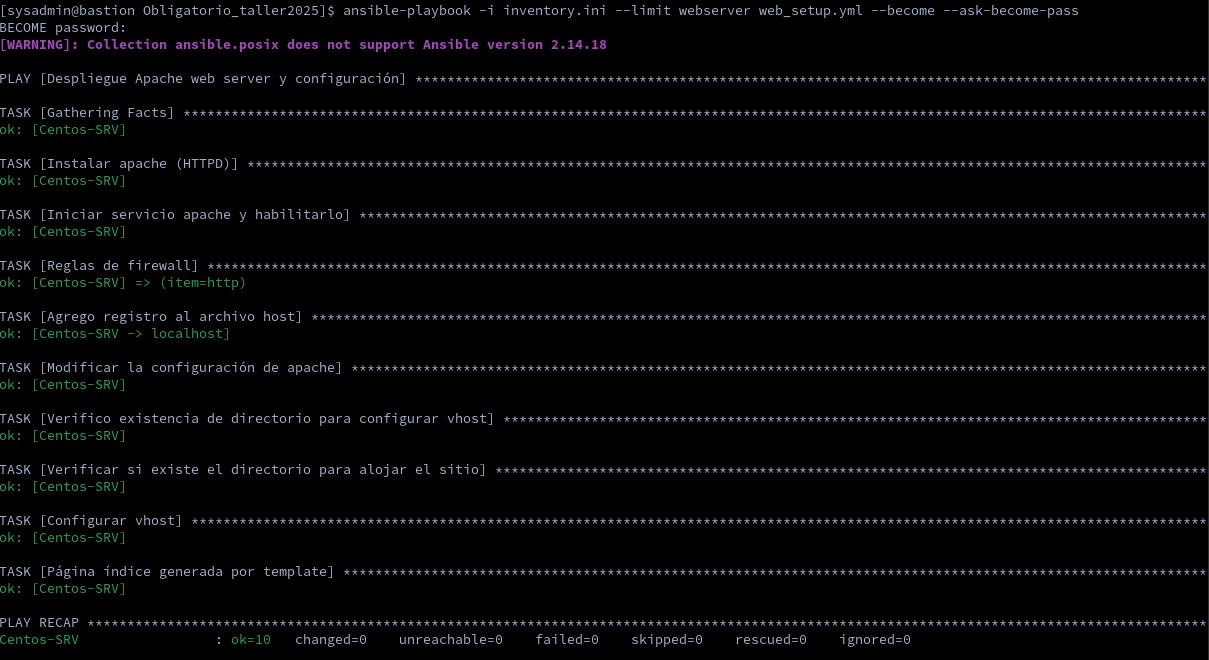 [sysadmin@bastion Obligatorio_taller2025]$ ansible-playbook -i inventory.ini --limit webserver web_setup.yml --become --ask-become-pass
BECOME password:
[WARNING]: Collection ansible.posix does not support Ansible version 2.14.18
PLAY [Despliegue Apache web server y configuración] ***************************************************************************************************
TASK [Gathering Facts] ********************************************************************************************************************************
ok: [Centos-SRV]
TASK [Instalar apache (HTTPD)] ************************************************************************************************************************
ok: [Centos-SRV]
TASK [Iniciar servicio apache y habilitarlo] **********************************************************************************************************
ok: [Centos-SRV]
TASK [Reglas de firewall] *****************************************************************************************************************************
ok: [Centos-SRV] => (item=http)
TASK [Agrego registro al archivo host] ****************************************************************************************************************
ok: [Centos-SRV -> localhost]
TASK [Modificar la configuración de apache] ***********************************************************************************************************
ok: [Centos-SRV]
TASK [Verifico existencia de directorio para configurar vhost] ****************************************************************************************
ok: [Centos-SRV]
TASK [Verificar si existe el directorio para alojar el sitio] *****************************************************************************************
ok: [Centos-SRV]
TASK [Configurar vhost] *******************************************************************************************************************************
ok: [Centos-SRV]
TASK [Página índice generada por template] ************************************************************************************************************
ok: [Centos-SRV]
PLAY RECAP ********************************************************************************************************************************************
Centos-SRV                 : ok=10   changed=0    unreachable=0    failed=0    skipped=0    rescued=0    ignored=0